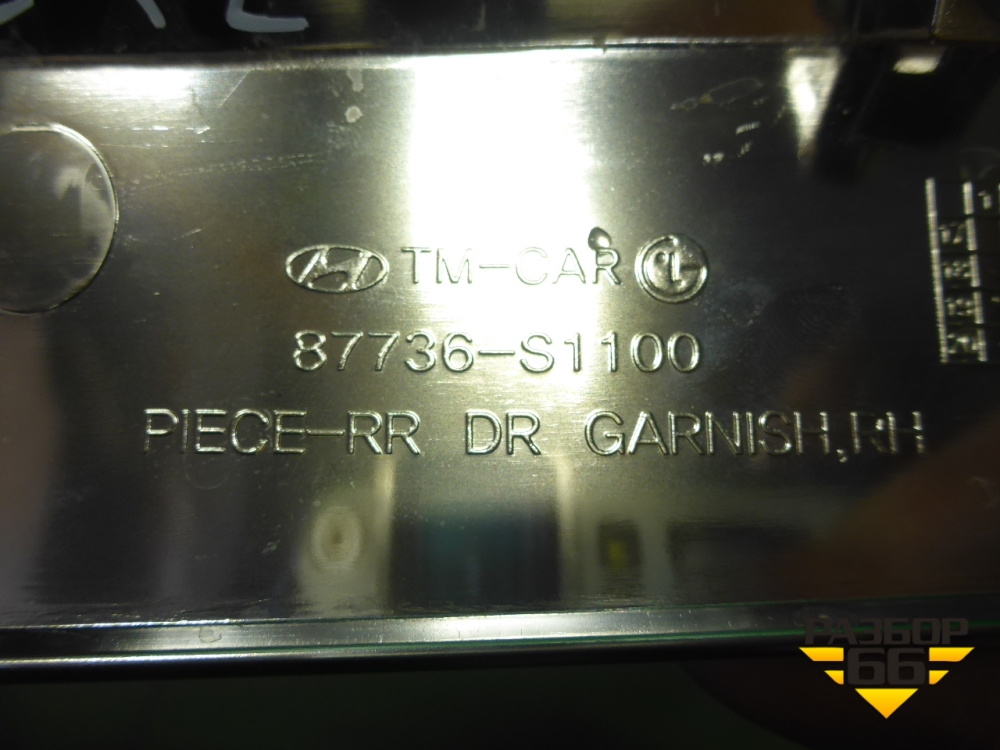 TM-CAR
87736-S1100
PIECE-RR DR GARNISH,RH
РАЗБОР
66